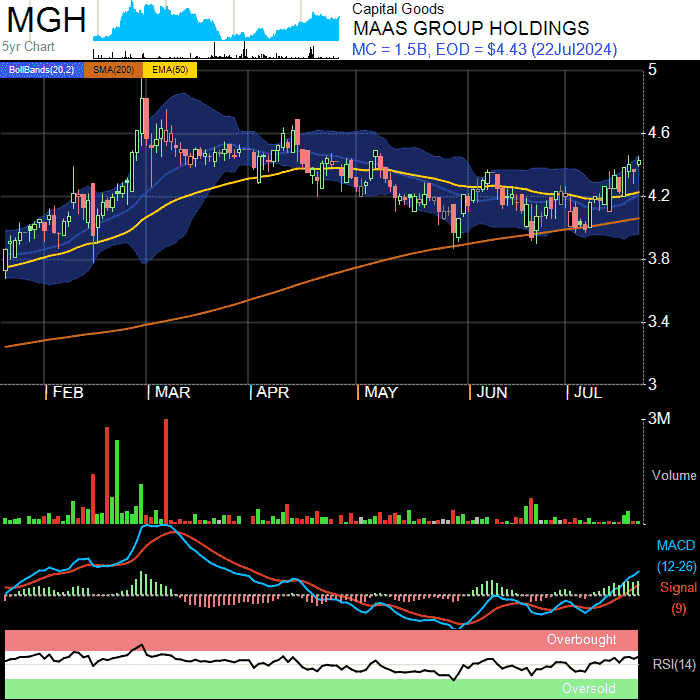 MGH
5yr Chart
Capital Goods
MAAS GROUP HOLDINGS
MC = 1.5B, EOD = $4.43 (22Jul2024)
BollBands(20,2) SMA(200) EMA(50)
5
4.6
4.2
3.8
3.4
3
FEB MAR APR MAY JUN JUL
3M
Volume
MACD
(12-26)
Signal
(9)
Overbought
RSI(14)
Oversold